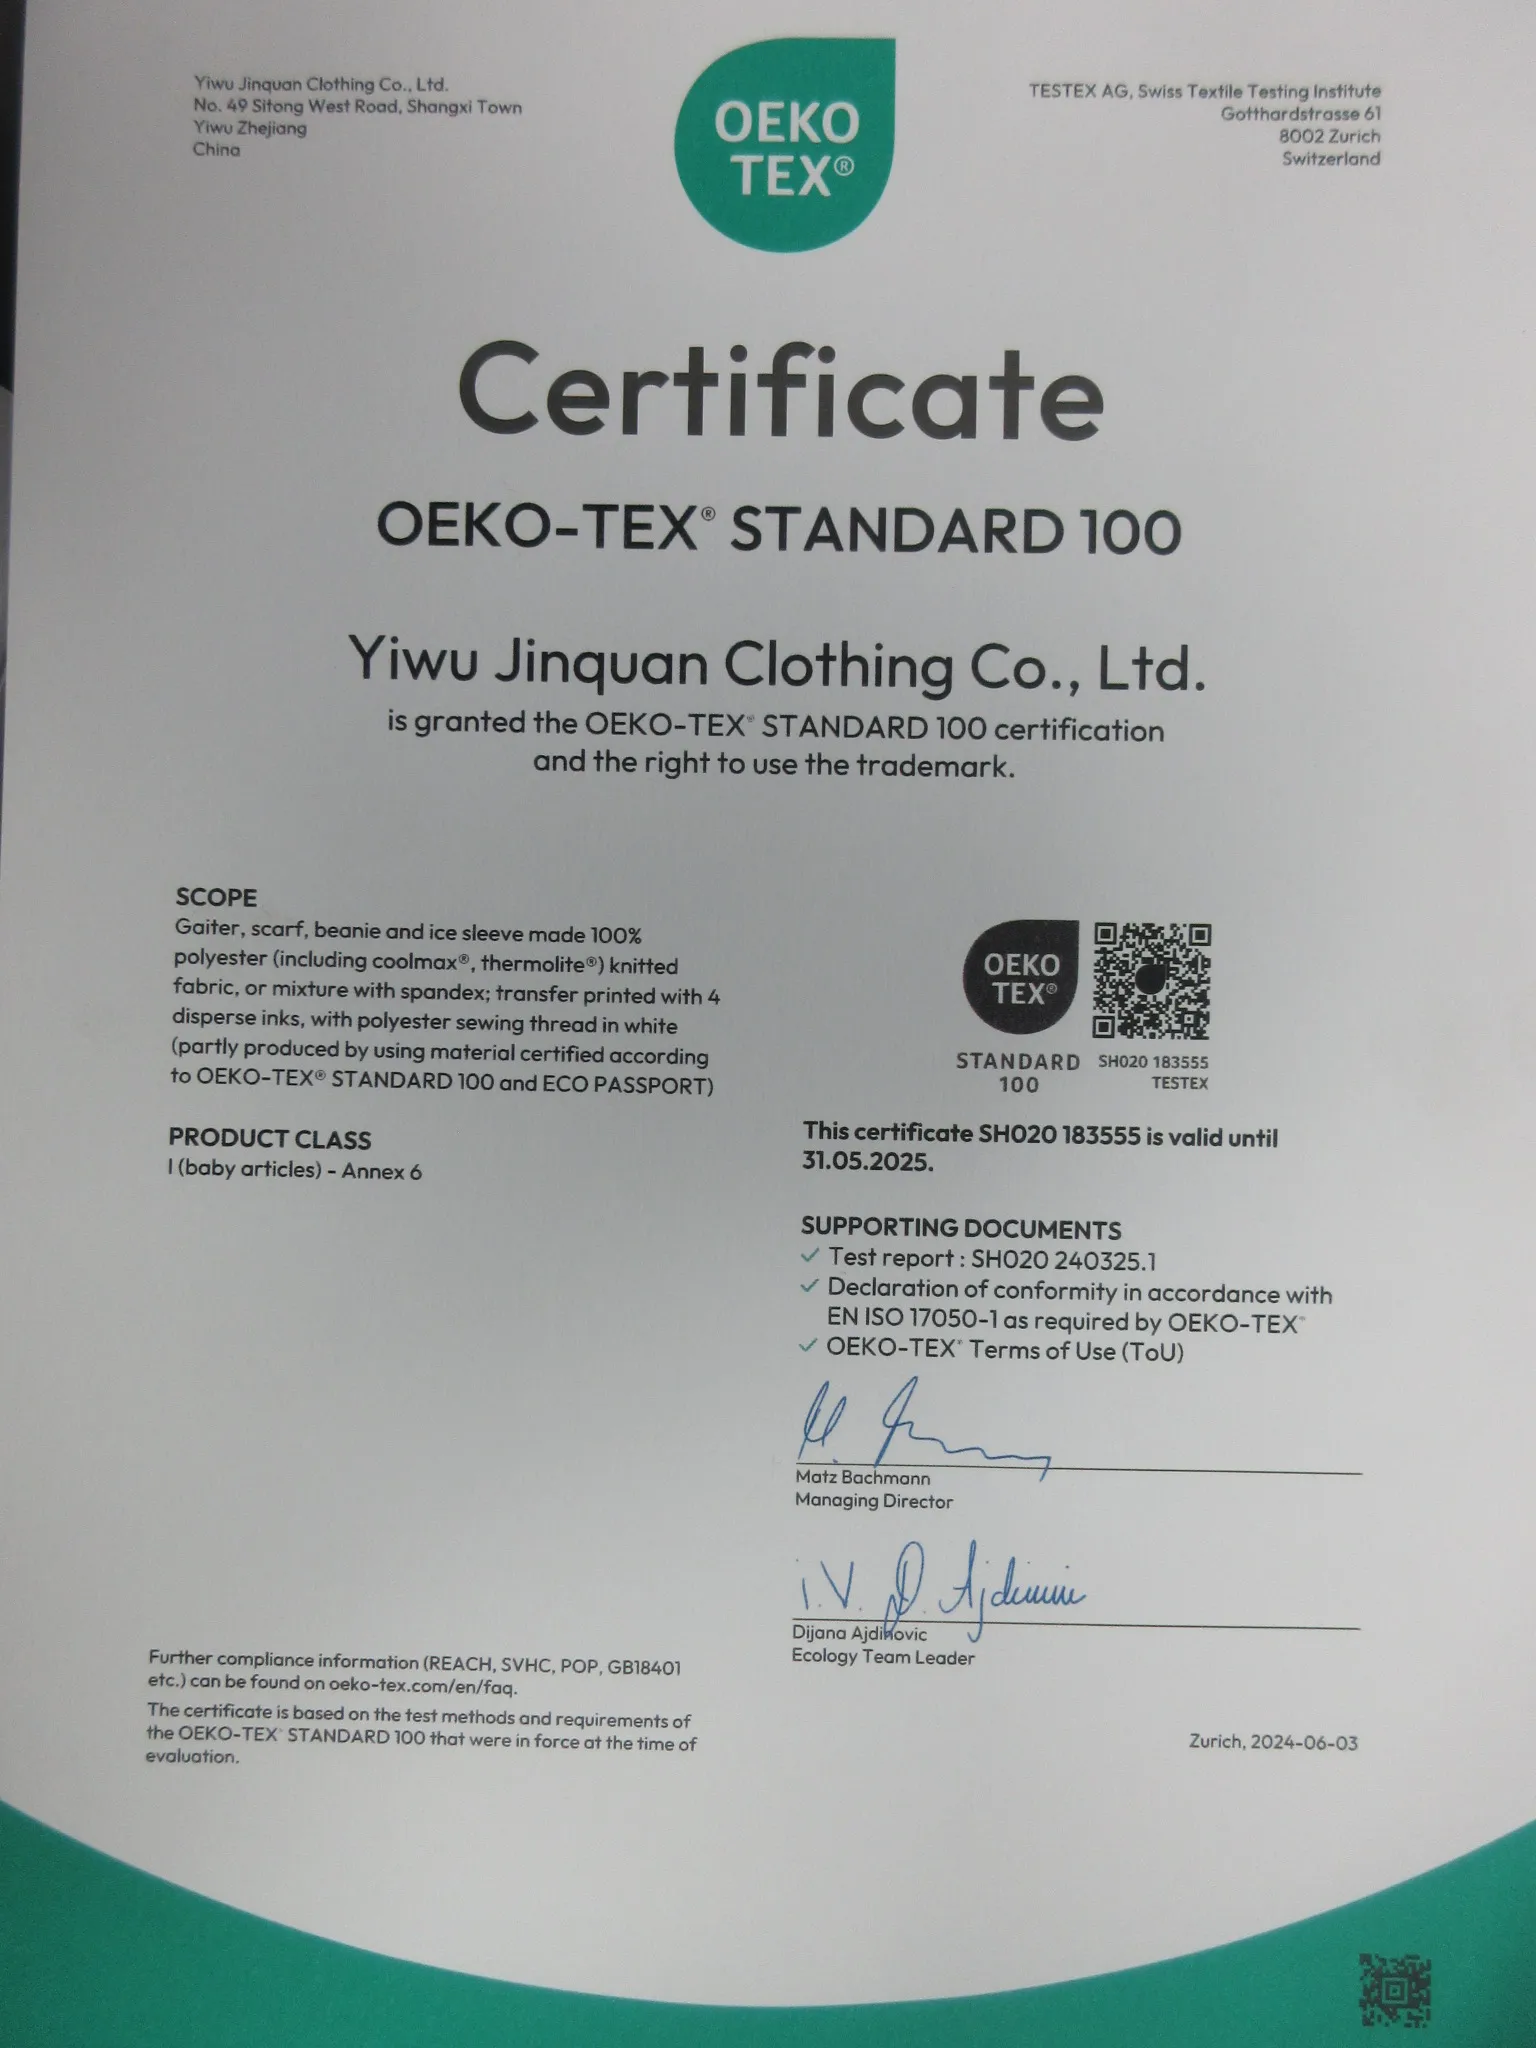 Yiwu Jinquan Clothing Co., Ltd.
No. 49 Sitong West Road, Shangxi Town
Yiwu Zhejiang
China
OEKO
TEX®
TESTEX AG, Swiss Textile Testing Institute
Gotthardstrasse 61
8002 Zurich
Switzerland
Certificate
OEKO-TEX® STANDARD 100
Yiwu Jinquan Clothing Co., Ltd.
is granted the OEKO-TEX® STANDARD 100 certification
and the right to use the trademark.
SCOPE
Gaiter, scarf, beanie and ice sleeve made 100%
polyester (including coolmax®, thermolite®) knitted
fabric, or mixture with spandex; transfer printed with 4
disperse inks, with polyester sewing thread in white
(partly produced by using material certified according
to OEKO-TEX® STANDARD 100 and ECO PASSPORT)
PRODUCT CLASS
I (baby articles) - Annex 6
OEKO
TEX®
STANDARD
100
SH020 183555
TESTEX
This certificate SH020 183555 is valid until
31.05.2025.
SUPPORTING DOCUMENTS
✓ Test report : SH020 240325.1
✓ Declaration of conformity in accordance with
EN ISO 17050-1 as required by OEKO-TEX®
✓ OEKO-TEX® Terms of Use (ToU)
Matz Bachmann
Managing Director
i.V. D. Ajdinovic
Dijana Ajdinovic
Ecology Team Leader
Further compliance information (REACH, SVHC, POP, GB18401
etc.) can be found on oeko-tex.com/en/faq.
The certificate is based on the test methods and requirements of
the OEKO-TEX® STANDARD 100 that were in force at the time of
evaluation.
Zurich, 2024-06-03